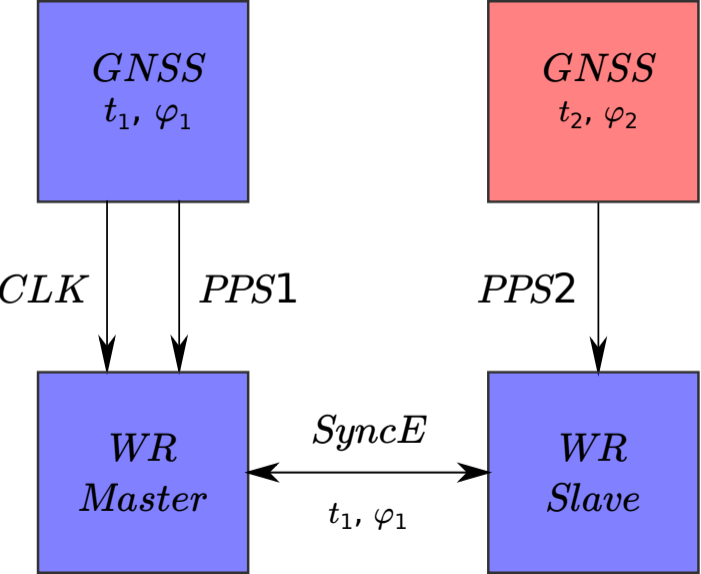 GNSS
t₁, φ₁
GNSS
t₂, φ₂
CLK
PPS1
PPS2
WR
Master
SyncE
t₁, φ₁
WR
Slave